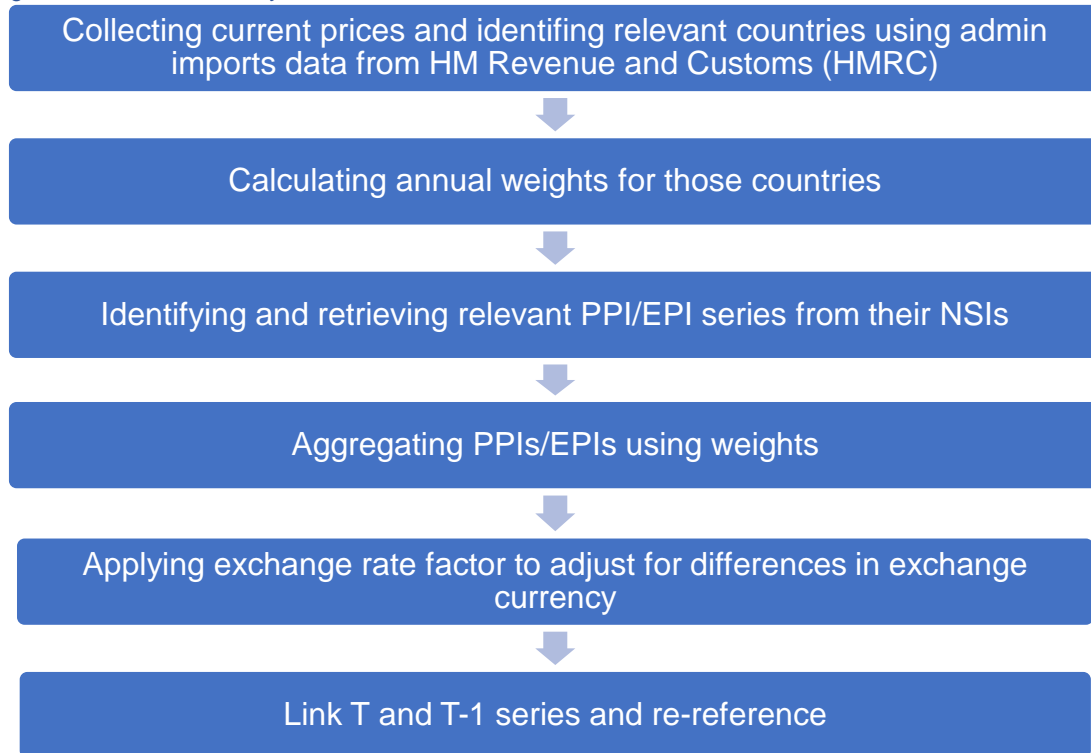 Collecting current prices and identifing relevant countries using admin
imports data from HM Revenue and Customs (HMRC)
Calculating annual weights for those countries
Identifying and retrieving relevant PPI/EPI series from their NSIs
Aggregating PPIs/EPIs using weights
Applying exchange rate factor to adjust for differences in exchange
currency
Link T and T-1 series and re-reference